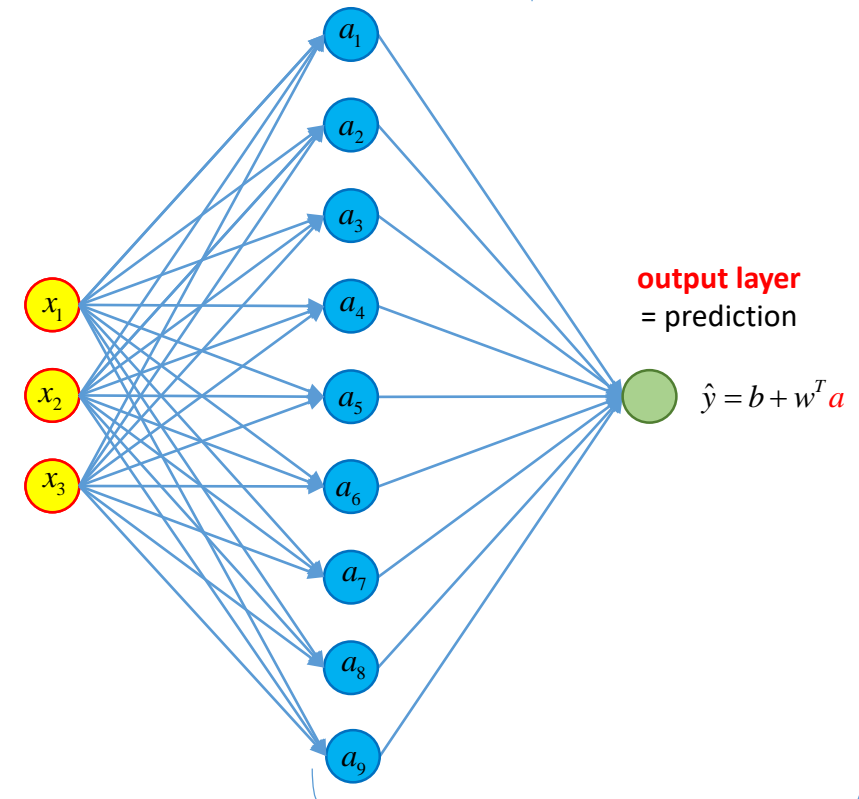 a₁
a₂
a₃
x₁
a₄
output layer
= prediction
x₂
a₅
ŷ = b + wᵀa
x₃
a₆
a₇
a₈
a₉